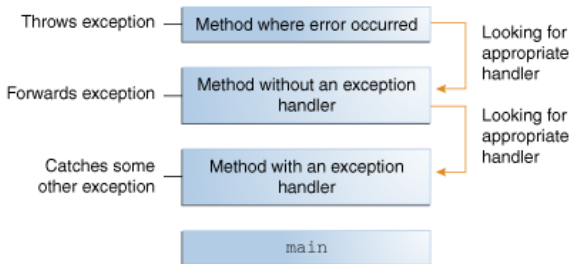 Throws exception
Method where error occurred
Looking for
appropriate
handler
Forwards exception
Method without an exception
handler
Looking for
appropriate
handler
Catches some
other exception
Method with an exception
handler
main